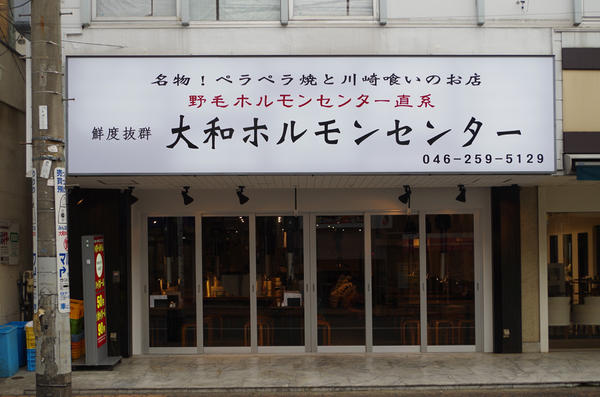 名物！ペラペラ焼と川崎喰いのお店
野毛ホルモンセンター直系
鮮度抜群 大和ホルモンセンター
046-259-5129